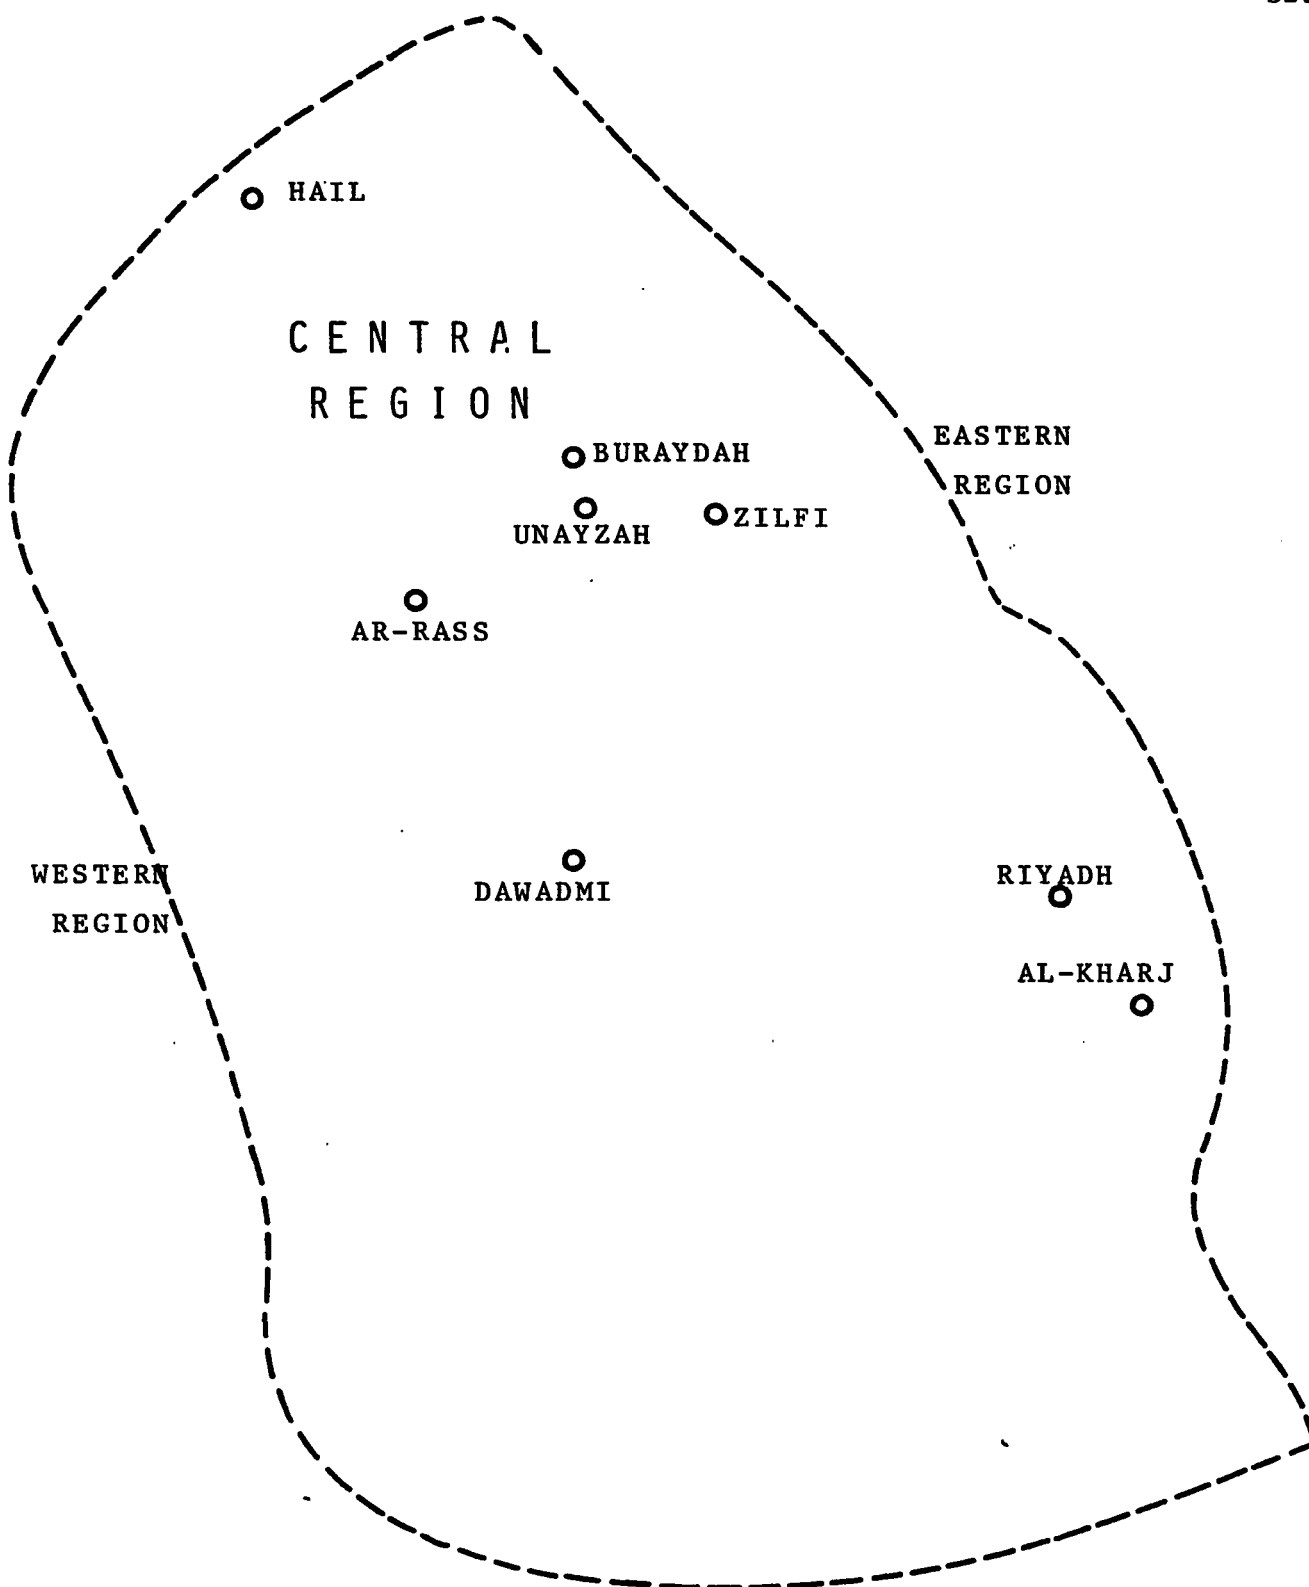 HAIL
CENTRAL
REGION
BURAYDAH
EASTERN
REGION
UNAYZAH
ZILFI
AR-RASS
WESTERN
REGION
DAWADMI
RIYADH
AL-KHARJ